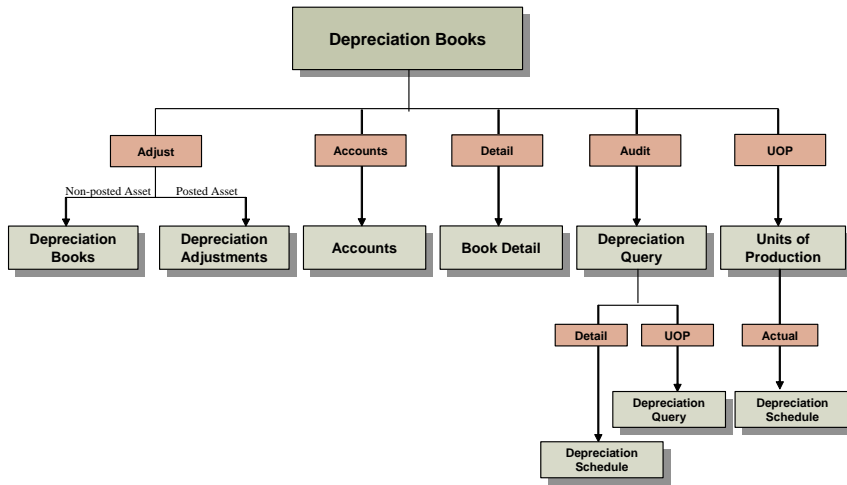 Depreciation Books
Adjust
Accounts
Detail
Audit
UOP
Non-posted Asset
Posted Asset
Depreciation
Books
Depreciation
Adjustments
Accounts
Book Detail
Depreciation
Query
Units of
Production
Detail
UOP
Actual
Depreciation
Query
Depreciation
Schedule
Depreciation
Schedule